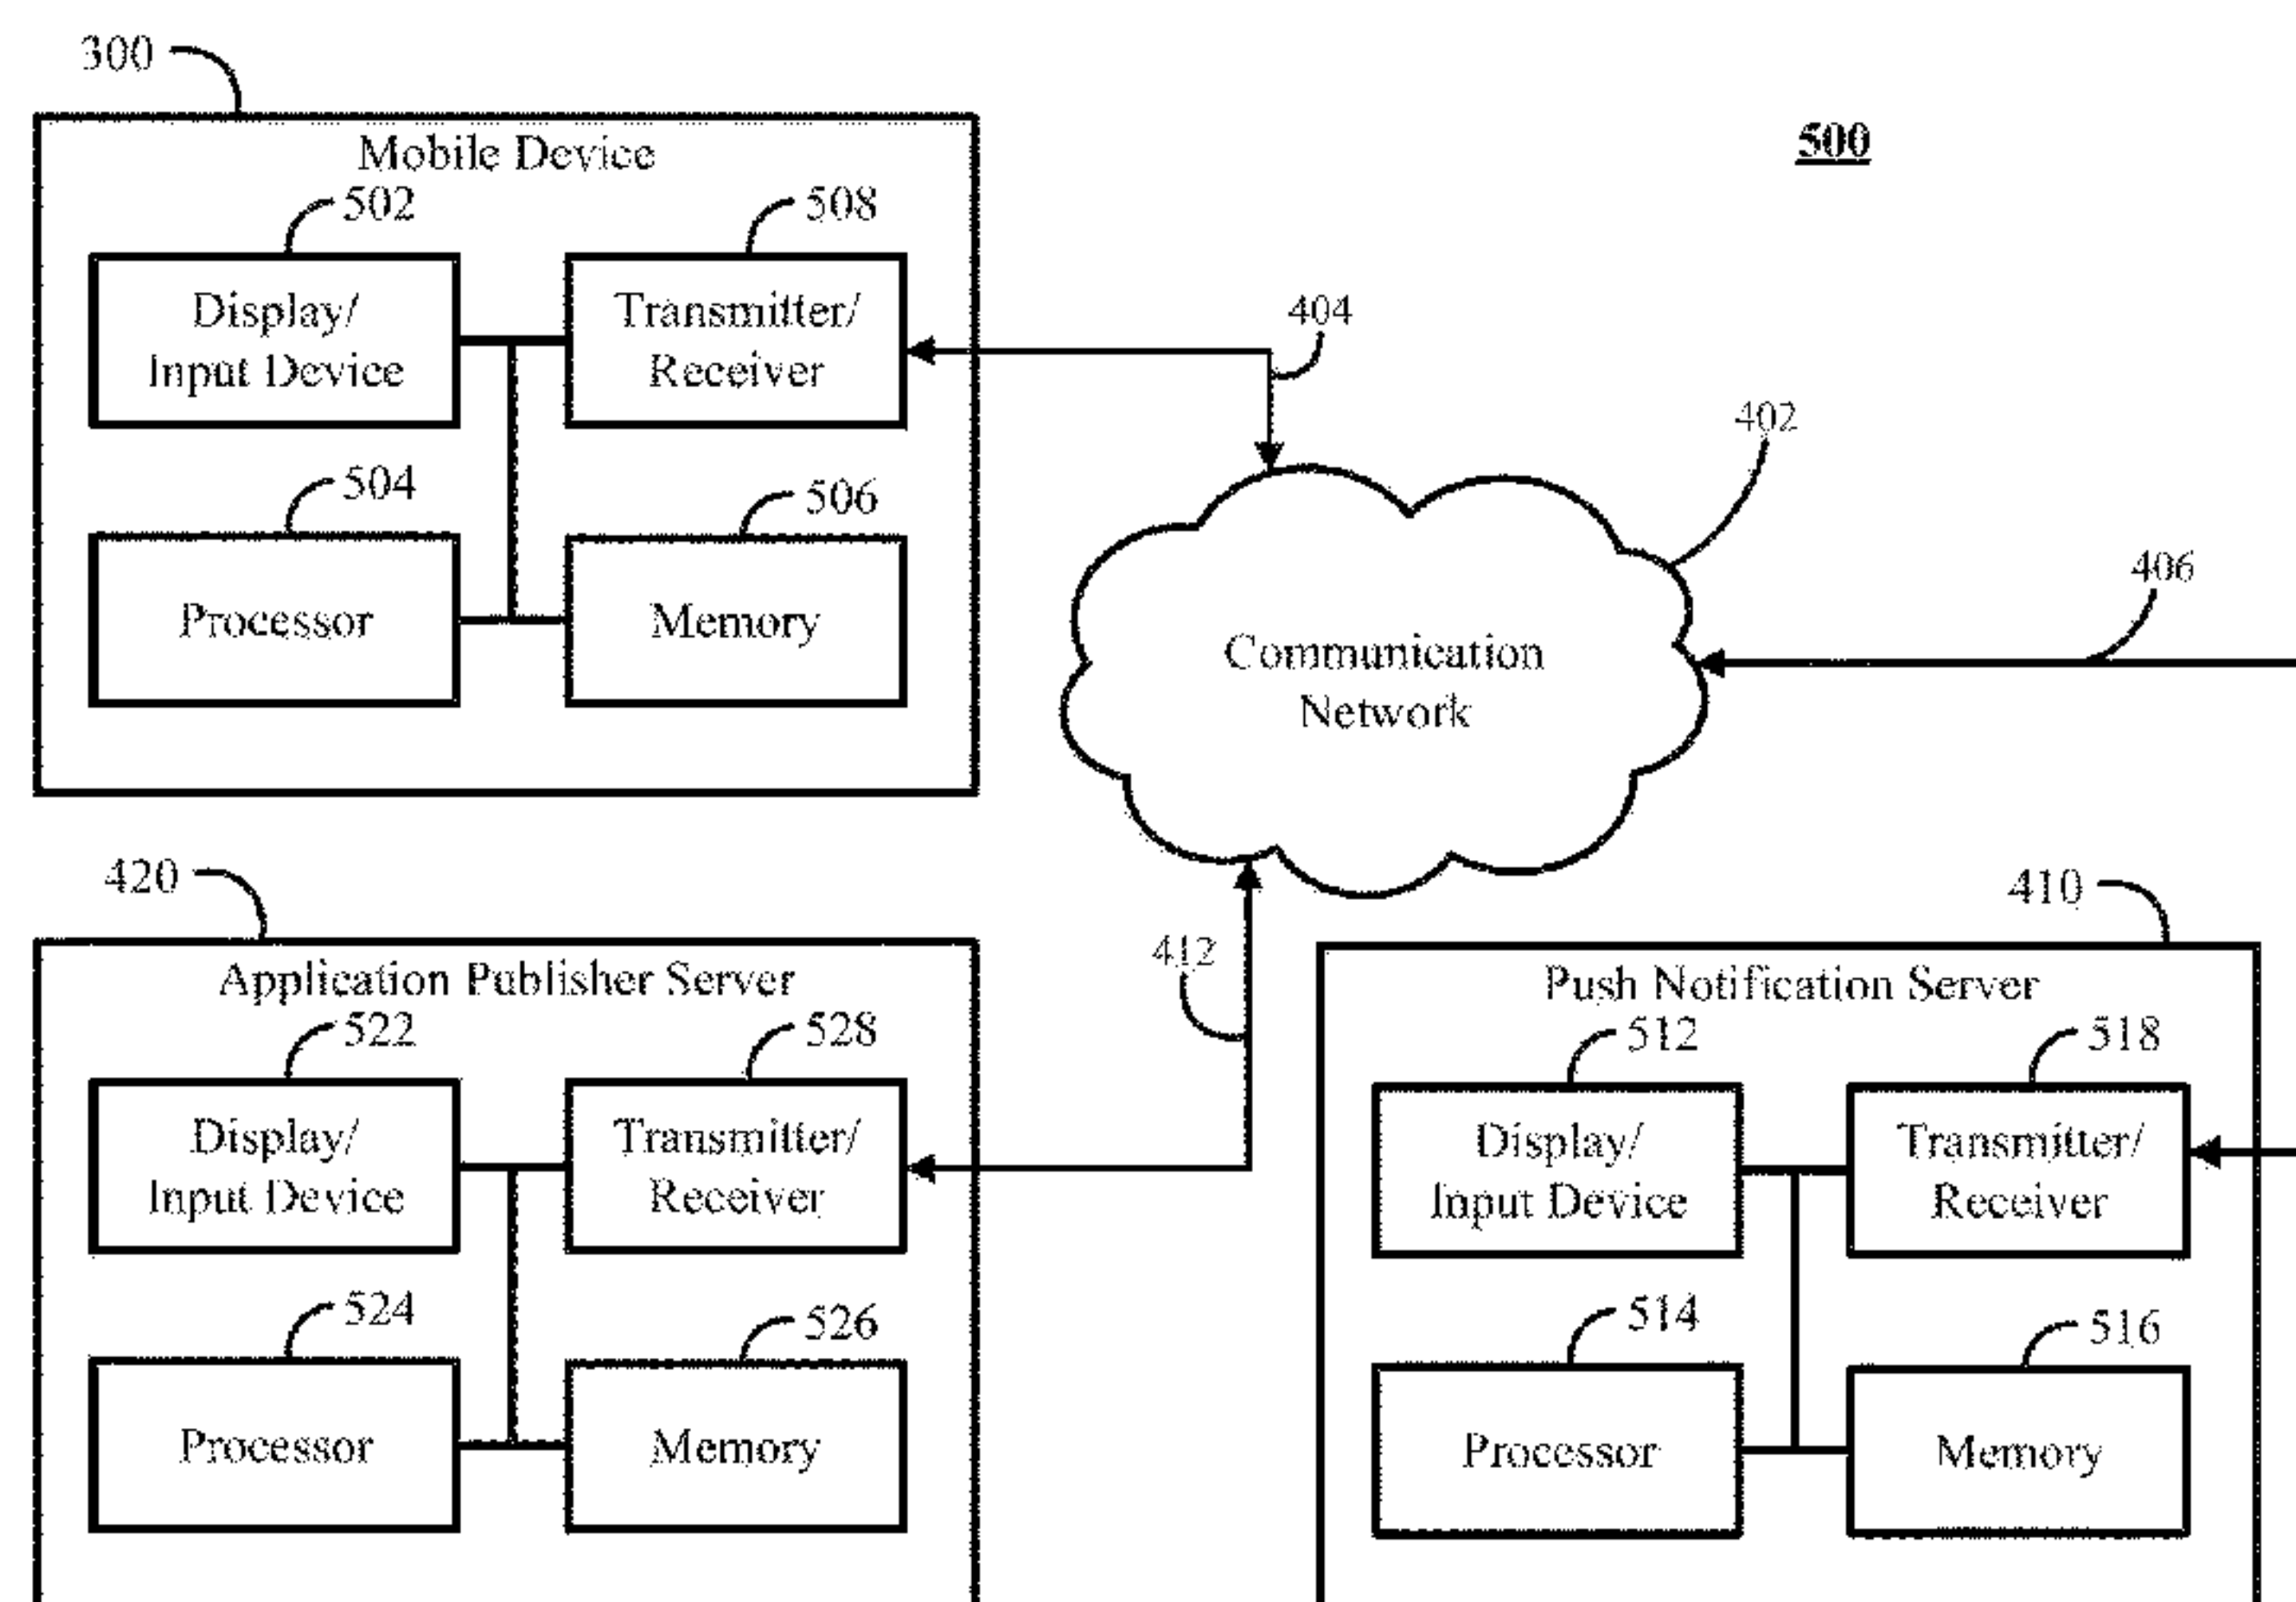 300
500
Mobile Device
502
508
Display/
Input Device
Transmitter/
Receiver
404
402
504
506
Processor
Memory
Communication
Network
406
420
410
412
Application Publisher Server
522
528
Display/
Input Device
Transmitter/
Receiver
524
526
Processor
Memory
Push Notification Server
512
518
Display/
Input Device
Transmitter/
Receiver
514
516
Processor
Memory